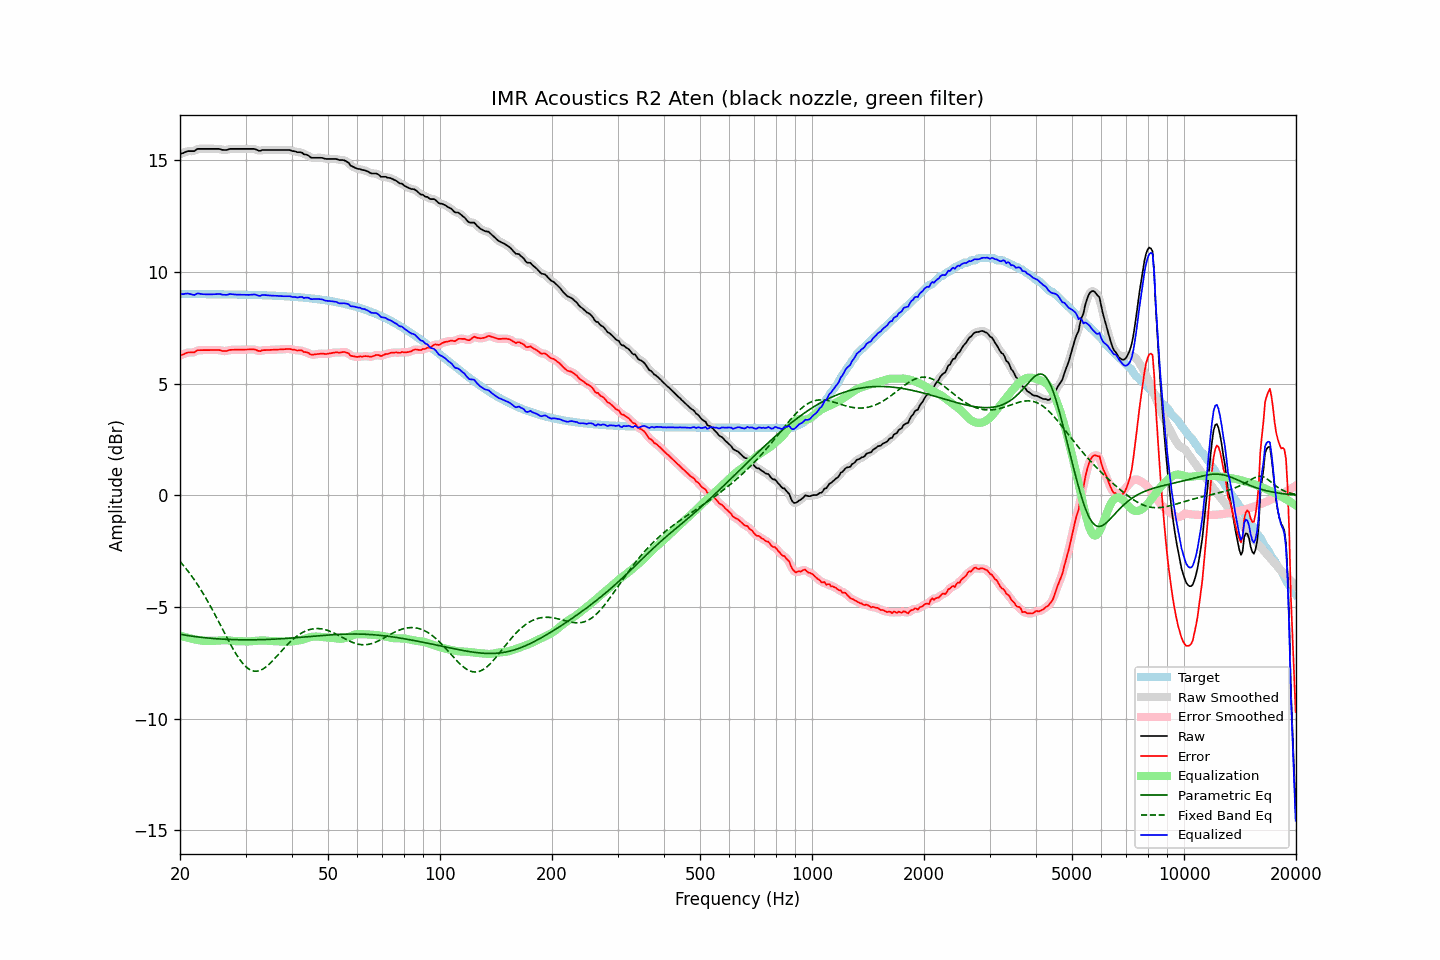 IMR Acoustics R2 Aten (black nozzle, green filter)
Amplitude (dBr)
15
10
5
0
−5
−10
−15
20
50
100
200
500
1000
2000
5000
10000
20000
Frequency (Hz)
Target
Raw Smoothed
Error Smoothed
Raw
Error
Equalization
Parametric Eq
Fixed Band Eq
Equalized